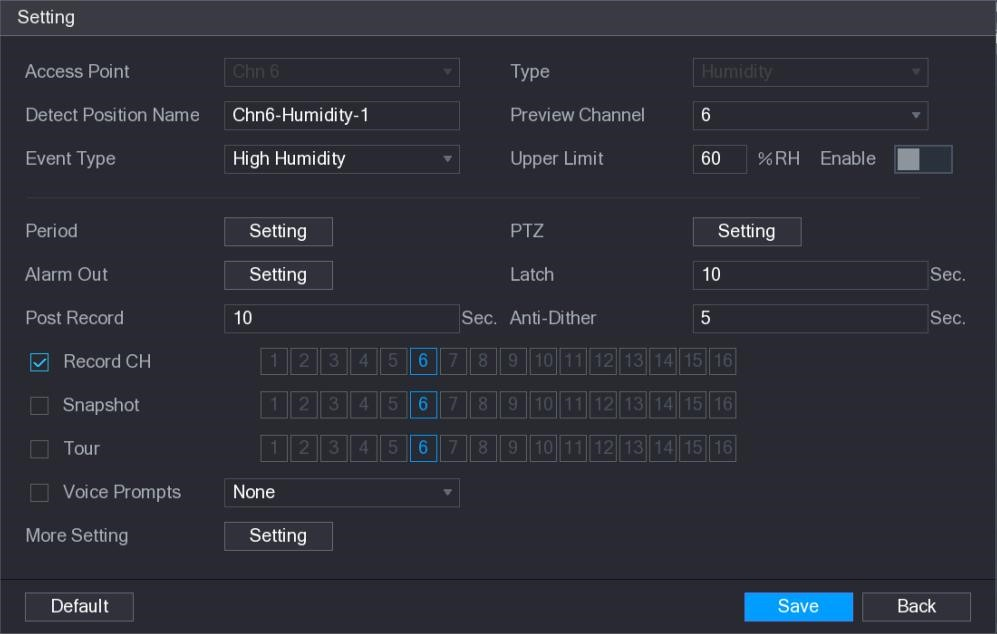 Setting
Access Point Chn 6 Type Humidity
Detect Position Name Chn6-Humidity-1 Preview Channel 6
Event Type High Humidity Upper Limit 60 %RH Enable
Period Setting PTZ Setting
Alarm Out Setting Latch 10 Sec.
Post Record 10 Sec. Anti-Dither 5 Sec.
Record CH 1 2 3 4 5 6 7 8 9 10 11 12 13 14 15 16
Snapshot 1 2 3 4 5 6 7 8 9 10 11 12 13 14 15 16
Tour 1 2 3 4 5 6 7 8 9 10 11 12 13 14 15 16
Voice Prompts None
More Setting Setting
Default Save Back